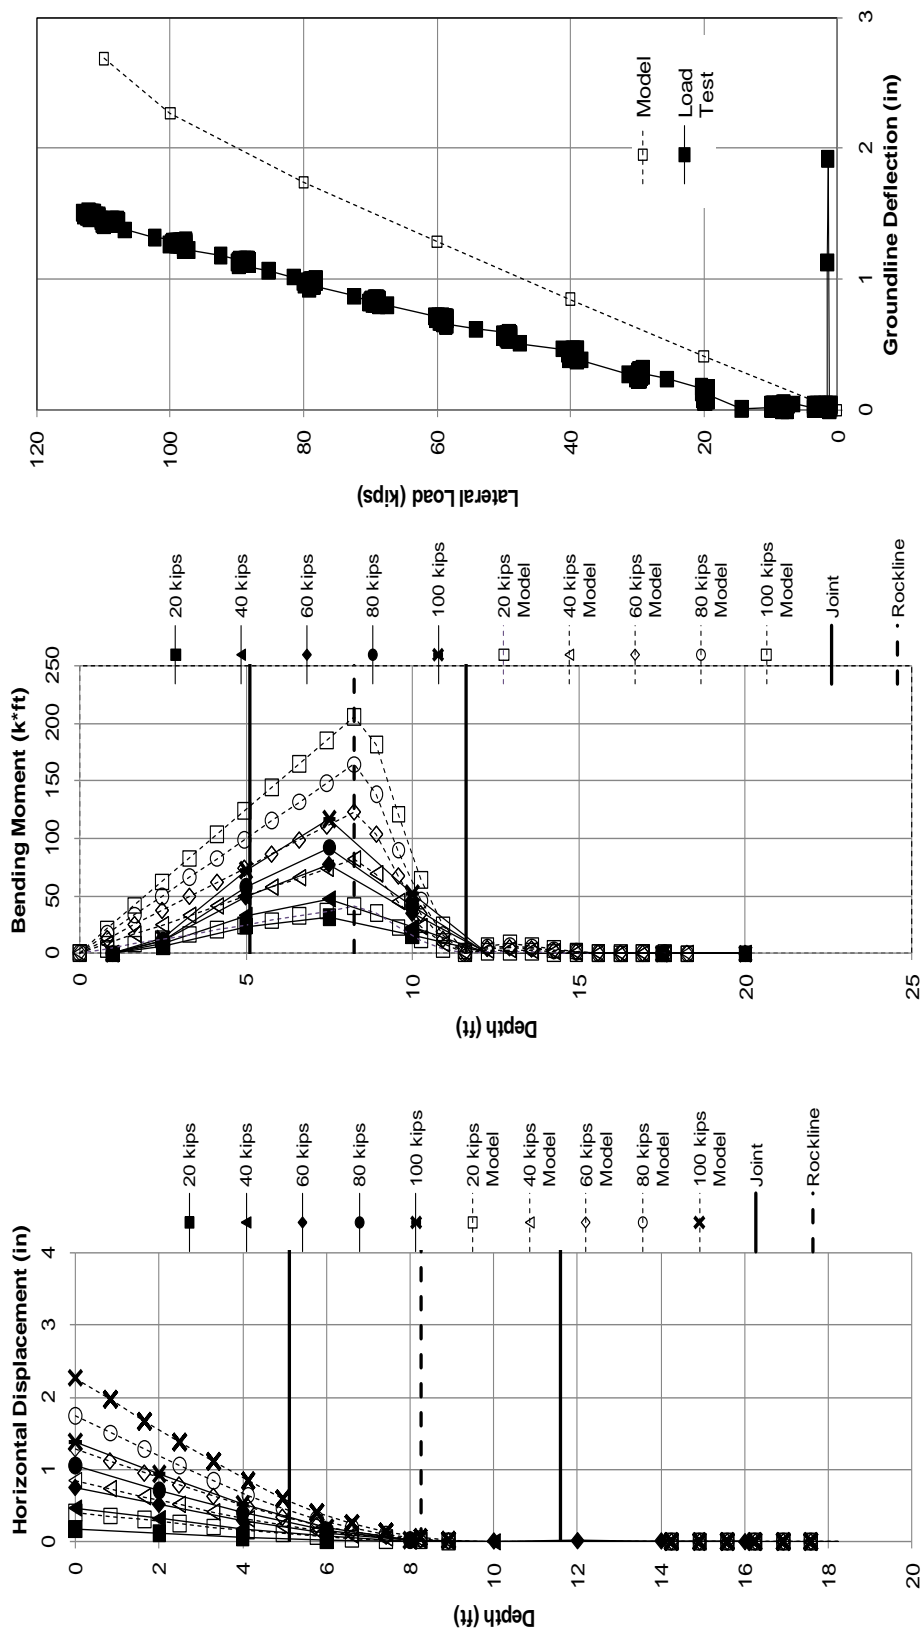 Horizontal Displacement (in)
0
1
2
3
4
0
2
4
6
8
10
12
14
16
18
20
Depth (ft)
20 kips
40 kips
60 kips
80 kips
100 kips
20 kips
Model
40 kips
Model
60 kips
Model
80 kips
Model
100 kips
Model
Joint
Rockline
Bending Moment (k*ft)
0
50
100
150
200
250
0
5
10
15
20
25
Depth (ft)
20 kips
40 kips
60 kips
80 kips
100 kips
20 kips
Model
40 kips
Model
60 kips
Model
80 kips
Model
100 kips
Model
Joint
Rockline
120
100
80
60
40
20
0
Lateral Load (kips)
0
1
2
3
Groundline Deflection (in)
Model
Load
Test